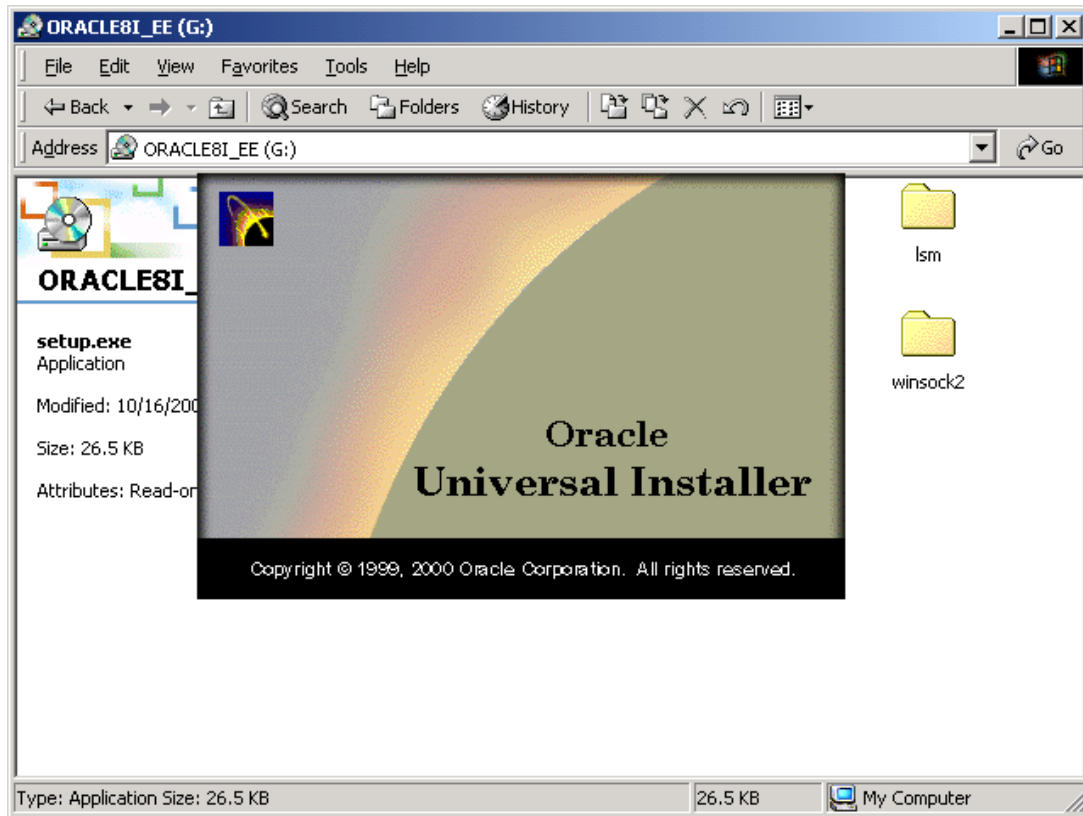 ORACLE8I_EE (G:)
File Edit View Favorites Tools Help
Back Search Folders History
Address ORACLE8I_EE (G:) Go
ORACLE8I_
setup.exe
Application
Modified: 10/16/200
Size: 26.5 KB
Attributes: Read-or
Oracle
Universal Installer
Copyright © 1999, 2000 Oracle Corporation. All rights reserved.
lsm
winsock2
Type: Application Size: 26.5 KB 26.5 KB My Computer